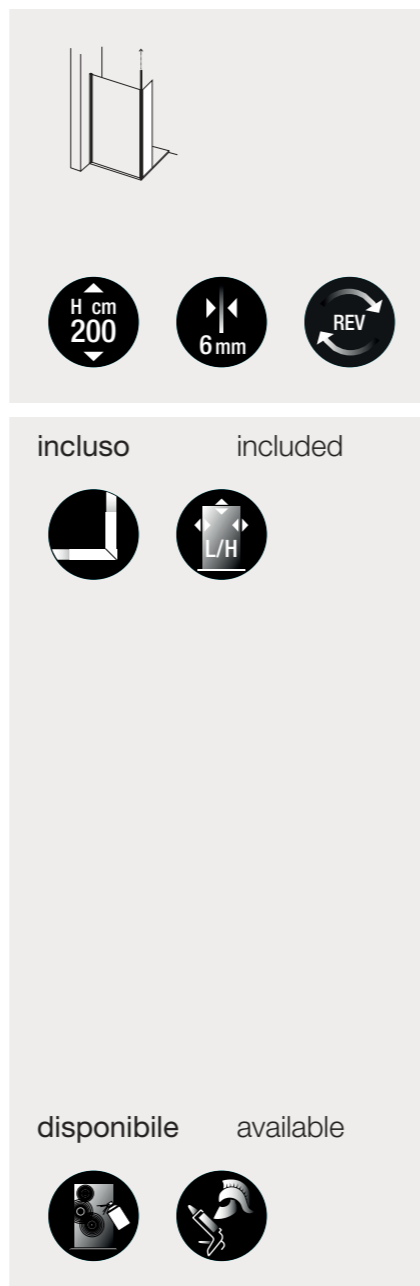 H cm
200
6 mm
REV
incluso included
L/H
disponibile available